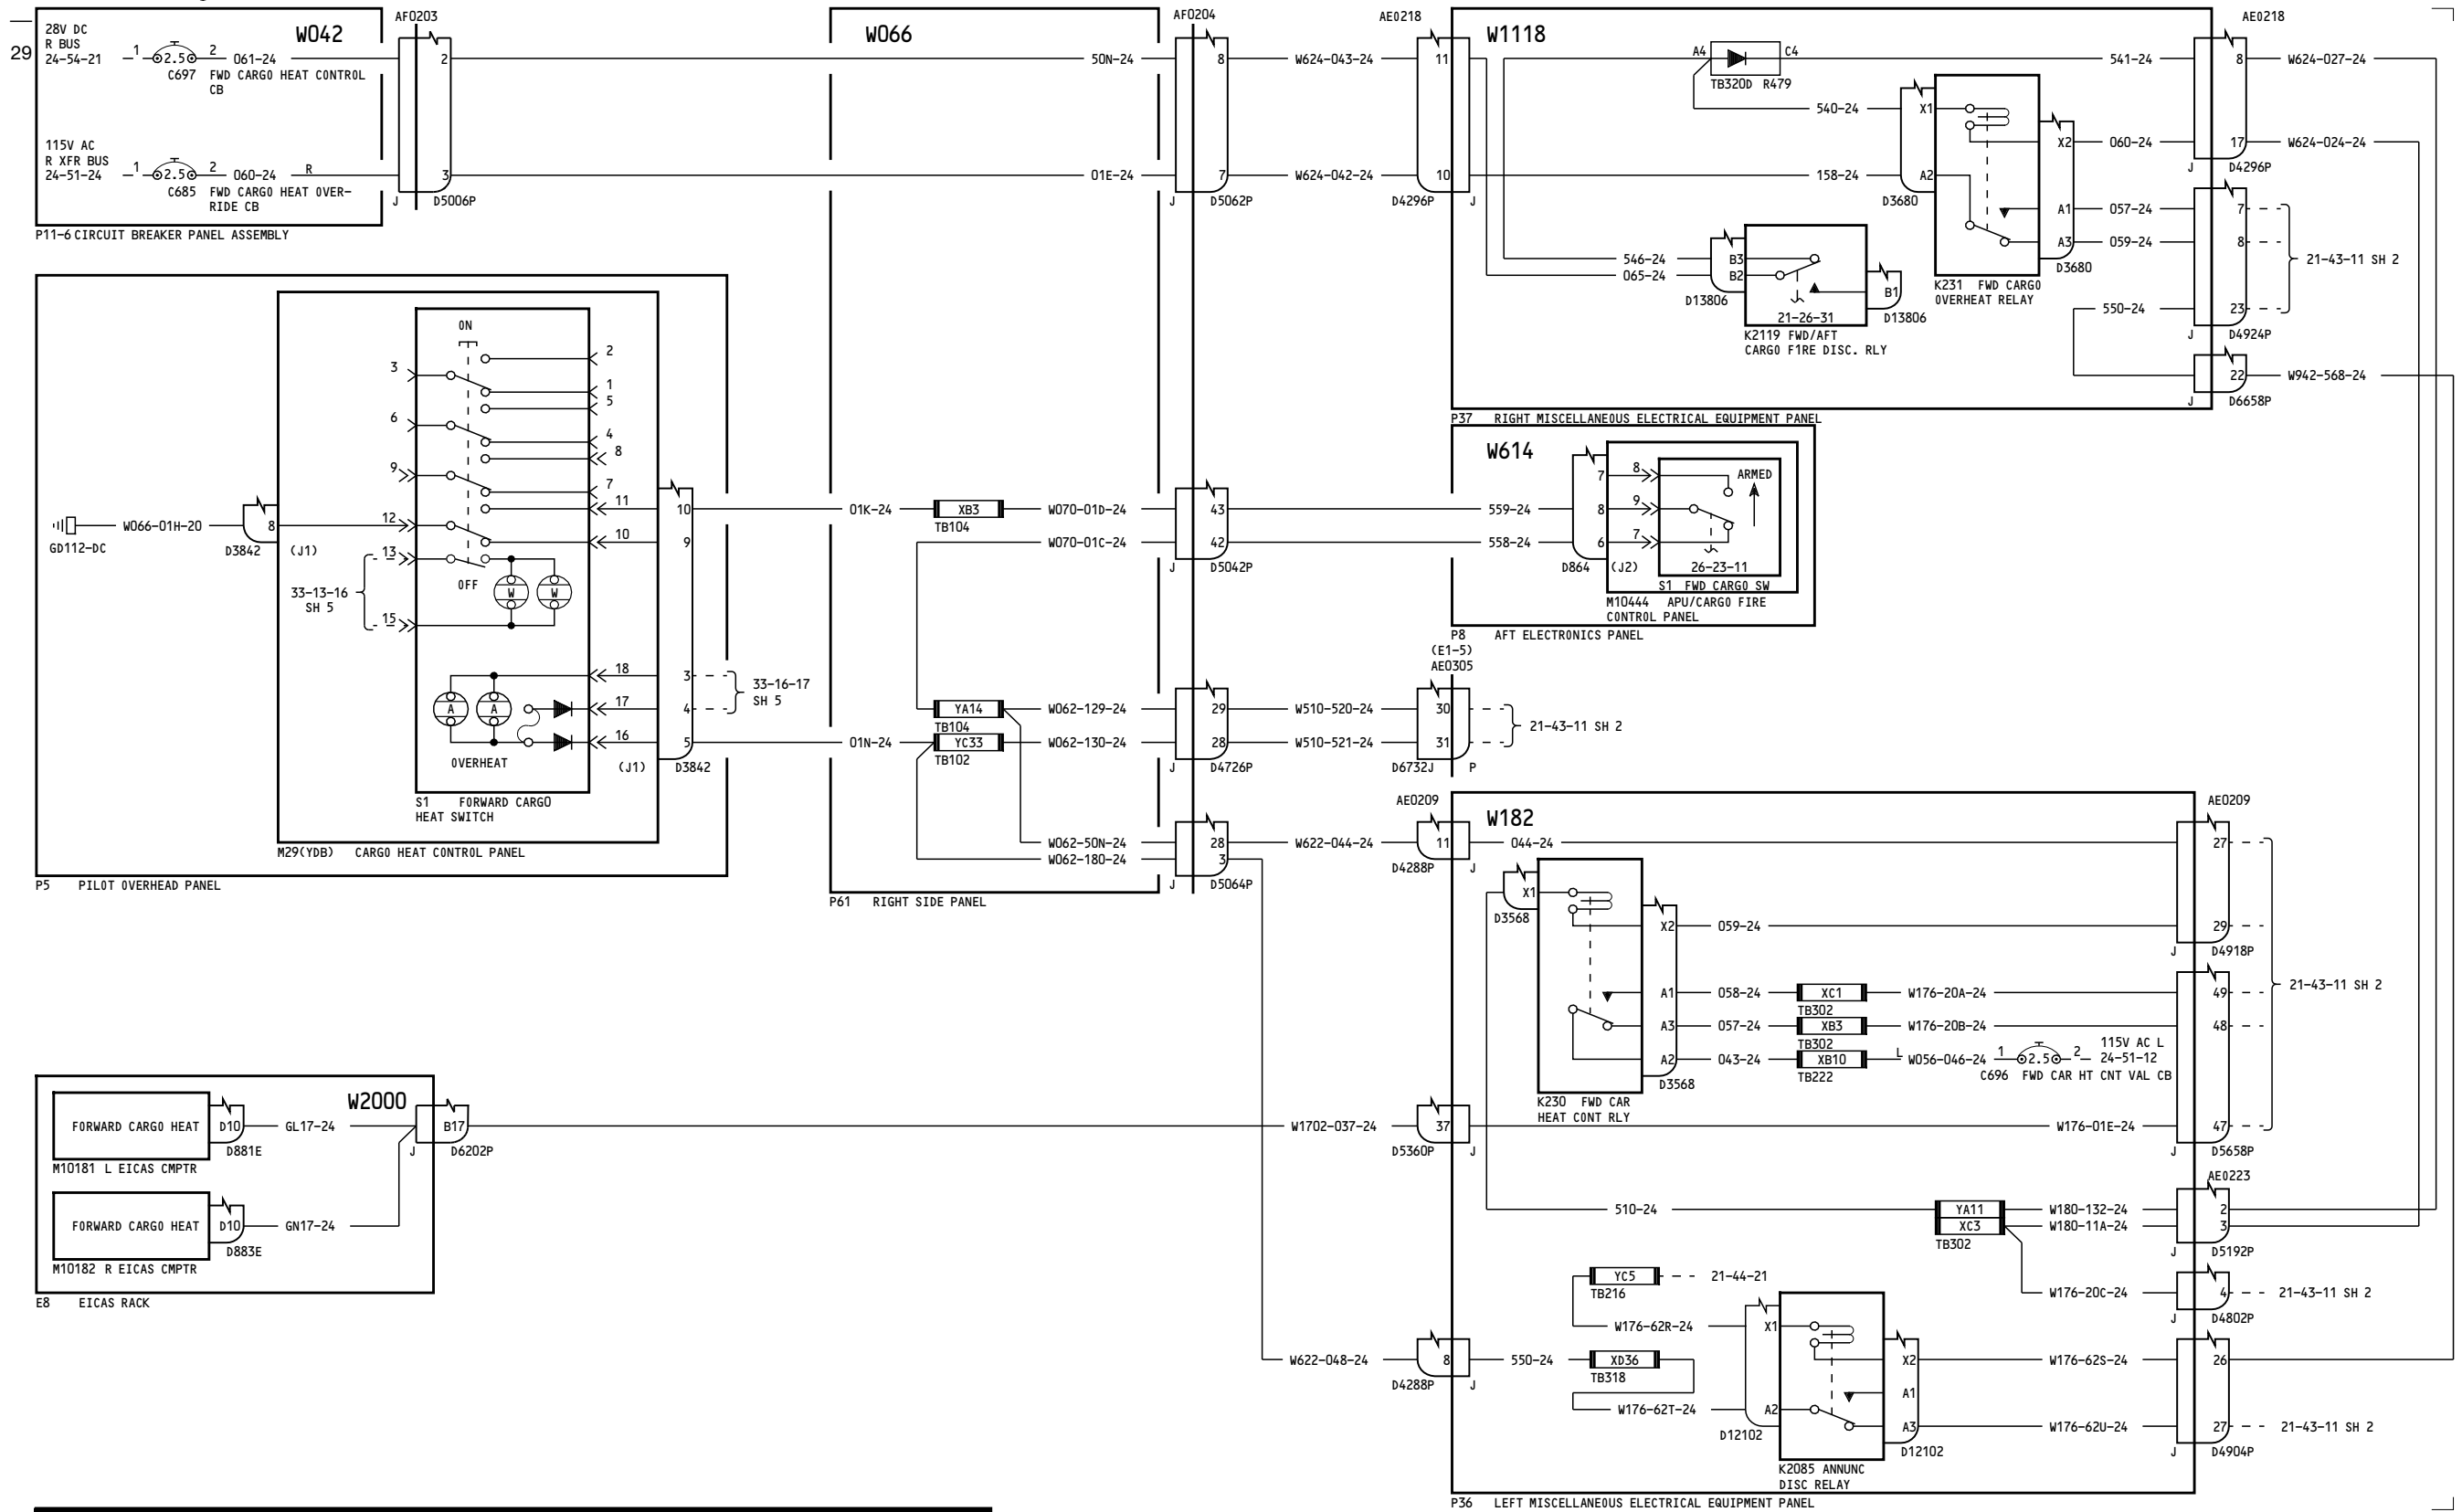 29
28V DC
R BUS
24-54-21
1
2.5
2
061-24
C697 FWD CARGO HEAT CONTROL
CB
W042
115V AC
R XFR BUS
24-51-24
1
2.5
2
060-24
R
C685 FWD CARGO HEAT OVER-
RIDE CB
P11-6 CIRCUIT BREAKER PANEL ASSEMBLY
AF0203
2
3
J
D5006P
W066
50N-24
01E-24
AF0204
8
7
J
D5062P
W624-043-24
W624-042-24
AE0218
11
10
D4296P
J
W1118
A4
C4
TB320D R479
541-24
540-24
158-24
X1
A2
D3680
X2
A1
A3
D3680
060-24
057-24
059-24
K231 FWD CARGO
OVERHEAT RELAY
546-24
065-24
B3
B2
D13806
B1
D13806
21-26-31
K2119 FWD/AFT
CARGO FIRE DISC. RLY
550-24
AE0218
8
17
J
D4296P
W624-027-24
W624-024-24
7
8
23
J
D4924P
21-43-11 SH 2
22
J
D6658P
W942-568-24
P37 RIGHT MISCELLANEOUS ELECTRICAL EQUIPMENT PANEL
GD112-DC
W066-01H-20
8
D3842
(J1)
ON
3
6
9
12
13
15
OFF
W
W
2
1
5
4
8
7
11
10
33-13-16
SH 5
A
A
18
17
16
OVERHEAT
S1 FORWARD CARGO
HEAT SWITCH
(J1)
10
9
3
4
5
D3842
33-16-17
SH 5
M29(YDB) CARGO HEAT CONTROL PANEL
P5 PILOT OVERHEAD PANEL
01K-24
XB3
TB104
W070-01D-24
W070-01C-24
43
42
J
D5042P
559-24
558-24
W614
7
8
6
D864
(J2)
8
9
7
ARMED
26-23-11
S1 FWD CARGO SW
M10444 APU/CARGO FIRE
CONTROL PANEL
P8 AFT ELECTRONICS PANEL
01N-24
YA14
TB104
YC33
TB102
W062-129-24
W062-130-24
29
28
J
D4726P
W510-520-24
W510-521-24
(E1-5)
AE0305
30
31
D6732J
P
21-43-11 SH 2
W062-50N-24
W062-180-24
28
3
J
D5064P
P61 RIGHT SIDE PANEL
W622-044-24
AE0209
11
D4288P
J
W182
044-24
X1
D3568
X2
A1
A3
A2
D3568
059-24
058-24
057-24
043-24
XC1
TB302
XB3
TB302
XB10
TB222
W176-20A-24
W176-20B-24
L
W056-046-24
1
2.5
2
115V AC L
24-51-12
C696 FWD CAR HT CNT VAL CB
K230 FWD CAR
HEAT CONT RLY
AE0209
27
29
J
D4918P
49
48
47
J
D5658P
21-43-11 SH 2
W2000
FORWARD CARGO HEAT
D10
D881E
GL17-24
M10181 L EICAS CMPTR
FORWARD CARGO HEAT
D10
D883E
GN17-24
M10182 R EICAS CMPTR
B17
J
D6202P
E8 EICAS RACK
W1702-037-24
37
D5360P
J
W176-01E-24
510-24
YA11
XC3
TB302
W180-132-24
W180-11A-24
AE0223
2
3
J
D5192P
W176-20C-24
4
J
D4802P
21-43-11 SH 2
YC5
TB216
21-44-21
W176-62R-24
W622-048-24
8
D4288P
J
550-24
XD36
TB318
W176-62T-24
X1
A2
D12102
X2
A1
A3
D12102
W176-62S-24
W176-62U-24
K2085 ANNUNC
DISC RELAY
26
27
J
D4904P
21-43-11 SH 2
P36 LEFT MISCELLANEOUS ELECTRICAL EQUIPMENT PANEL